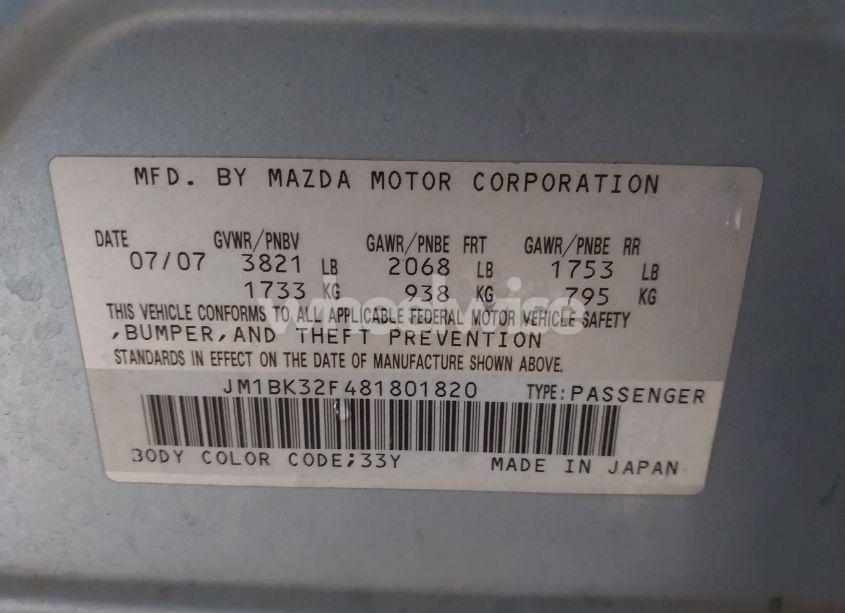 MFD. BY MAZDA MOTOR CORPORATION
DATE GVWR/PNBV GAWR/PNBE FRT GAWR/PNBE RR
07/07 3821 LB 2068 LB 1753 LB
1733 KG 938 KG 795 KG
THIS VEHICLE CONFORMS TO ALL APPLICABLE FEDERAL MOTOR VEHICLE SAFETY
,BUMPER,AND THEFT PREVENTION
STANDARDS IN EFFECT ON THE DATE OF MANUFACTURE SHOWN ABOVE.
JM1BK32F481801820 TYPE:PASSENGER
BODY COLOR CODE;33Y MADE IN JAPAN